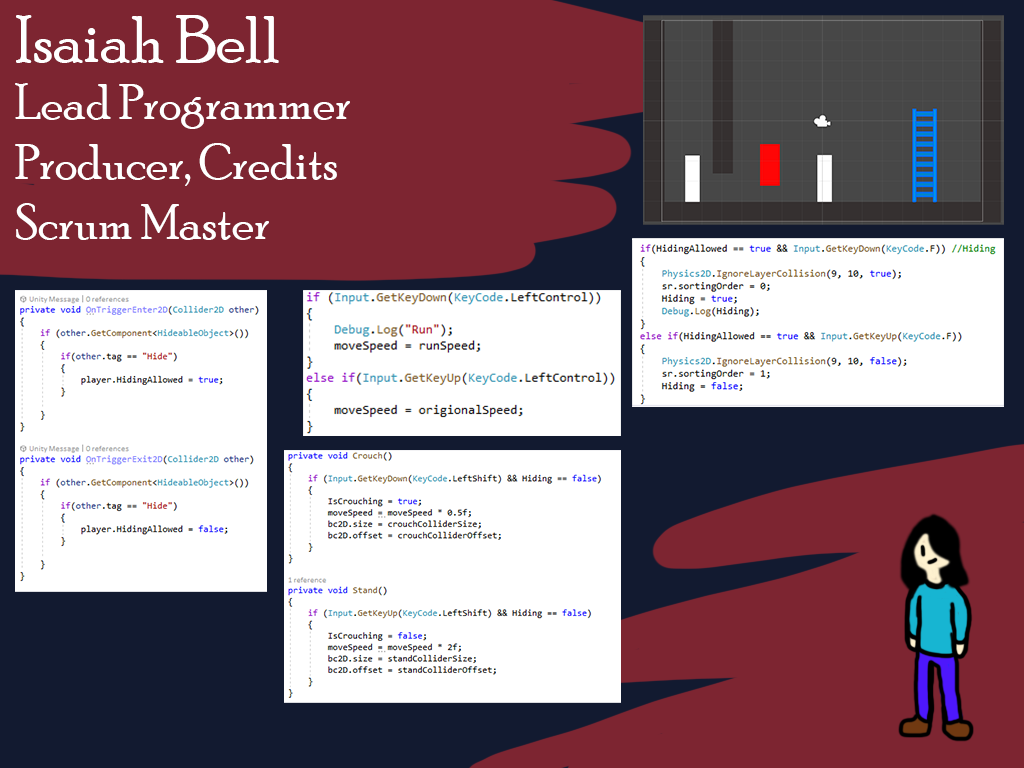 Isaiah Bell
Lead Programmer
Producer, Credits
Scrum Master
Unity Message | 0 references
private void OnTriggerEnter2D(Collider2D other)
{
if (other.GetComponent<HideableObject>())
{
if(other.tag == "Hide")
{
player.HidingAllowed = true;
}
}
}
Unity Message | 0 references
private void OnTriggerExit2D(Collider2D other)
{
if (other.GetComponent<HideableObject>())
{
if(other.tag == "Hide")
{
player.HidingAllowed = false;
}
}
}
if (Input.GetKeyDown(KeyCode.LeftControl))
{
Debug.Log("Run");
moveSpeed = runSpeed;
}
else if(Input.GetKeyUp(KeyCode.LeftControl))
{
moveSpeed = origionalSpeed;
}
private void Crouch()
{
if (Input.GetKeyDown(KeyCode.LeftShift) && Hiding == false)
{
IsCrouching = true;
moveSpeed = moveSpeed * 0.5f;
bc2D.size = crouchColliderSize;
bc2D.offset = crouchColliderOffset;
}
}
1 reference
private void Stand()
{
if (Input.GetKeyUp(KeyCode.LeftShift) && Hiding == false)
{
IsCrouching = false;
moveSpeed = moveSpeed * 2f;
bc2D.size = standColliderSize;
bc2D.offset = standColliderOffset;
}
}
if(HidingAllowed == true && Input.GetKeyDown(KeyCode.F)) //Hiding
{
Physics2D.IgnoreLayerCollision(9, 10, true);
sr.sortingOrder = 0;
Hiding = true;
Debug.Log(Hiding);
}
else if(HidingAllowed == true && Input.GetKeyUp(KeyCode.F))
{
Physics2D.IgnoreLayerCollision(9, 10, false);
sr.sortingOrder = 1;
Hiding = false;
}